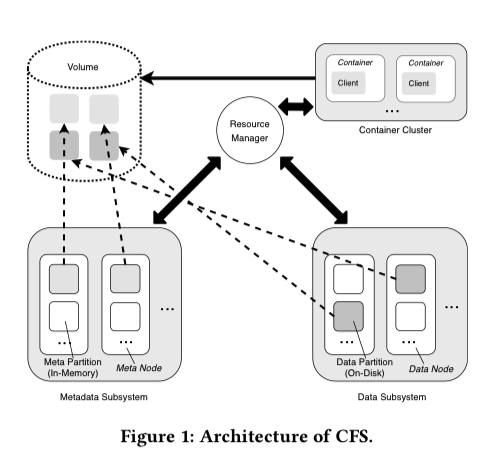 Volume
Container
Client
Container
Client
...
Container Cluster
Resource
Manager
...
...
...
Meta Partition
(In-Memory)
Meta Node
Metadata Subsystem
...
...
...
Data Partition
(On-Disk)
Data Node
Data Subsystem
Figure 1: Architecture of CFS.